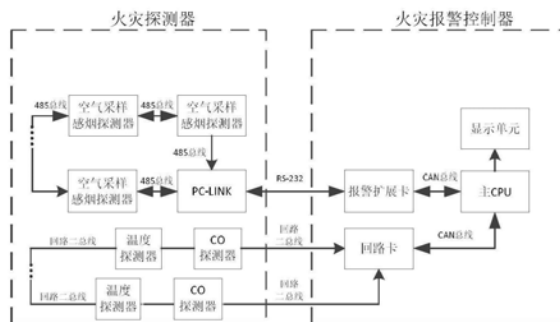 火灾探测器
火灾报警控制器
485总线
空气采样
感烟探测器
485总线
空气采样
感烟探测器
显示单元
485总线
空气采样
感烟探测器
485总线
PC-LINK
RS-232
报警扩展卡
CAN总线
主CPU
回路二总线
温度
探测器
CO
探测器
回路
二总线
回路卡
CAN总线
回路二总线
温度
探测器
CO
探测器
回路
二总线